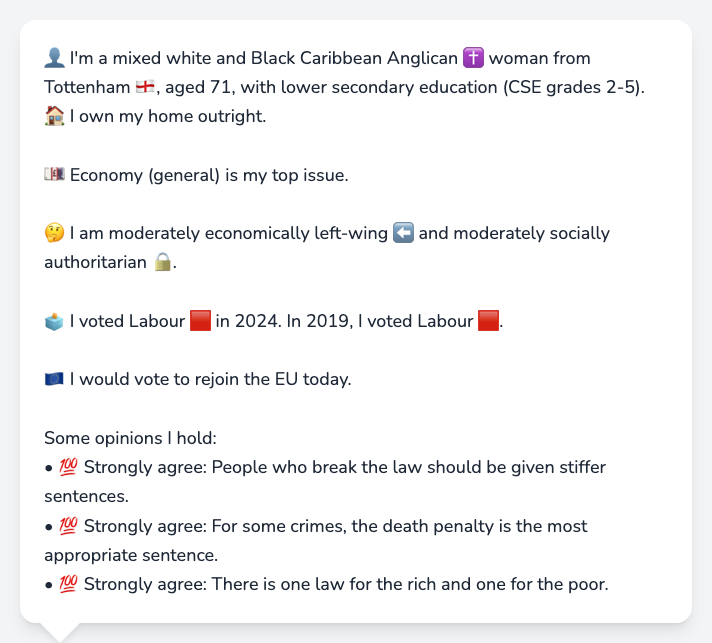 👤 I'm a mixed white and Black Caribbean Anglican ✝️ woman from
Tottenham 🏴󠁧󠁢󠁥󠁮󠁧󠁿, aged 71, with lower secondary education (CSE grades 2-5).
🏠 I own my home outright.
💷 Economy (general) is my top issue.
🤔 I am moderately economically left-wing ⬅️ and moderately socially
authoritarian 🔒.
🗳️ I voted Labour 🟥 in 2024. In 2019, I voted Labour 🟥.
🇪🇺 I would vote to rejoin the EU today.
Some opinions I hold:
• 💯 Strongly agree: People who break the law should be given stiffer
sentences.
• 💯 Strongly agree: For some crimes, the death penalty is the most
appropriate sentence.
• 💯 Strongly agree: There is one law for the rich and one for the poor.